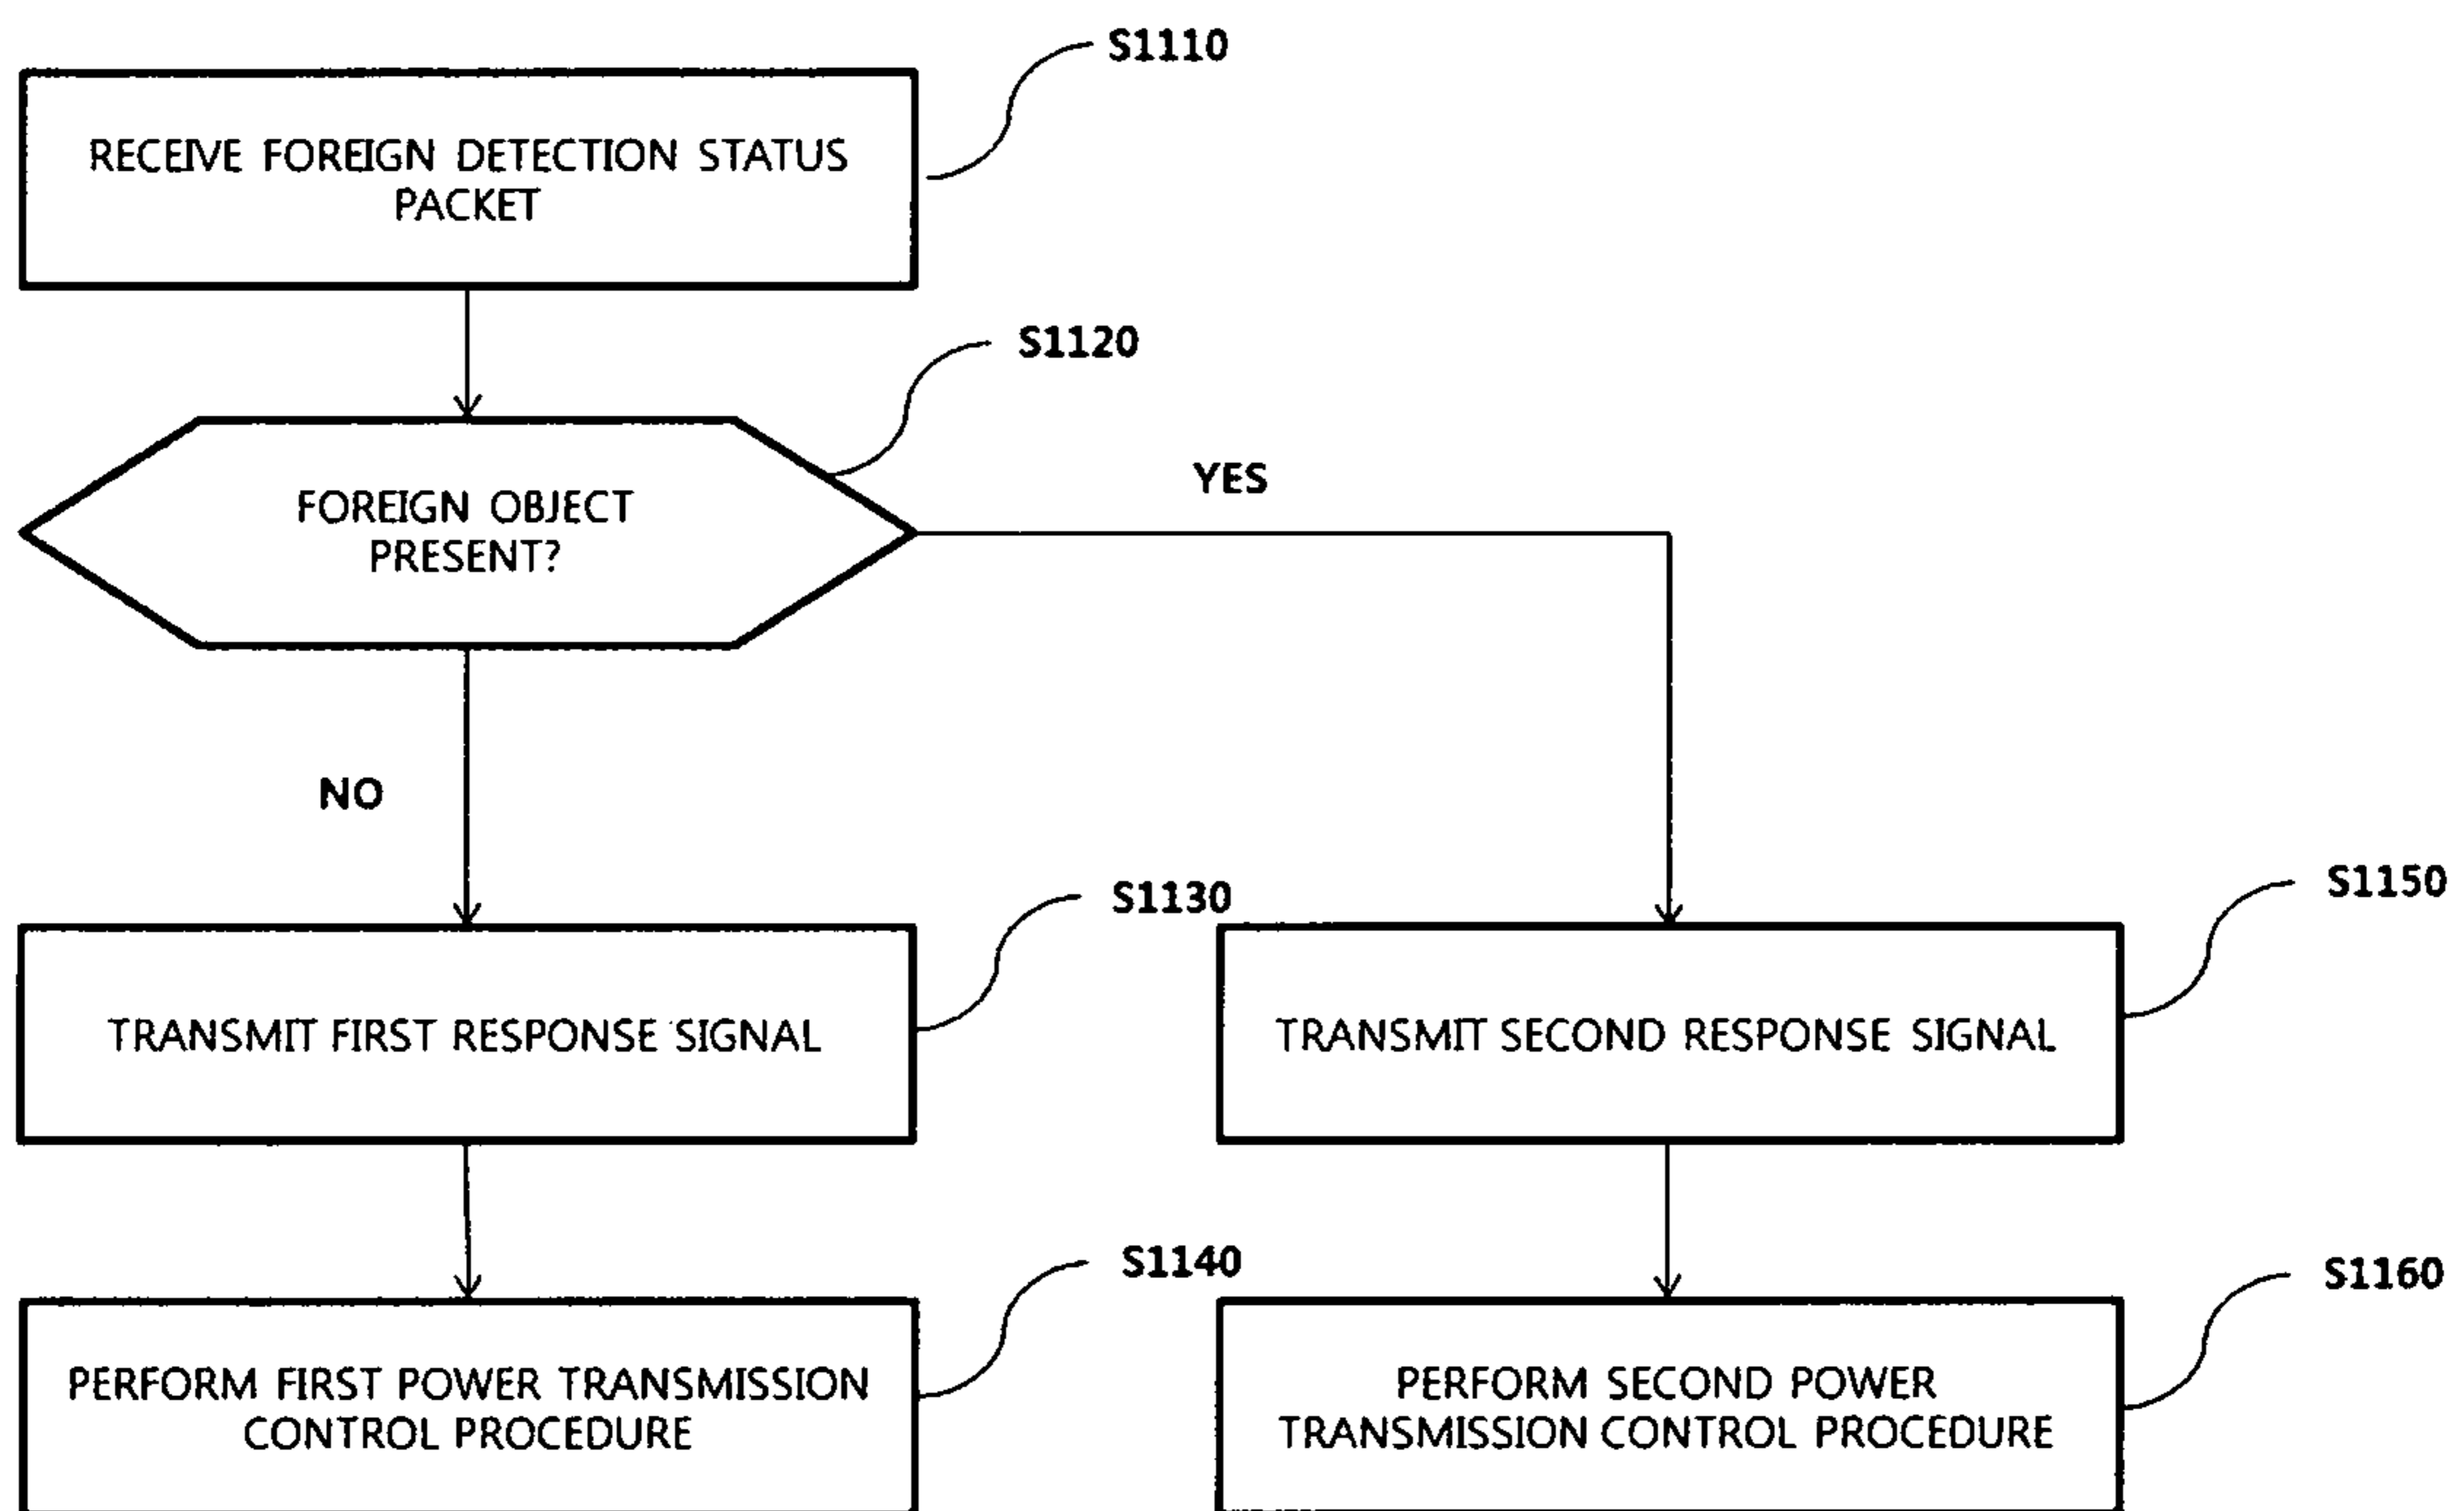 S1110
RECEIVE FOREIGN DETECTION STATUS
PACKET
S1120
FOREIGN OBJECT
PRESENT?
YES
NO
S1130
TRANSMIT FIRST RESPONSE SIGNAL
S1150
TRANSMIT SECOND RESPONSE SIGNAL
S1140
PERFORM FIRST POWER TRANSMISSION
CONTROL PROCEDURE
S1160
PERFORM SECOND POWER
TRANSMISSION CONTROL PROCEDURE